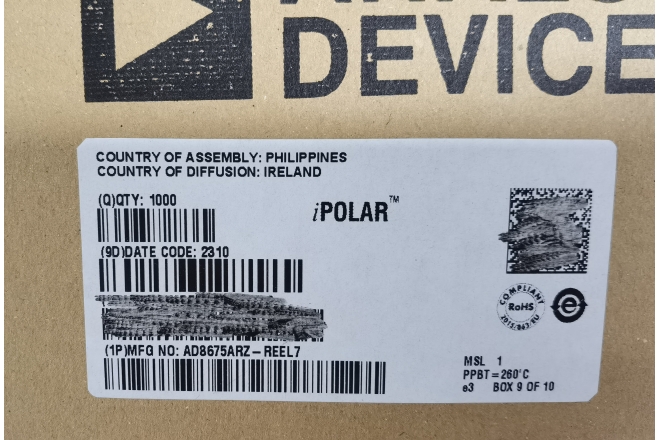 DEVICE
COUNTRY OF ASSEMBLY: PHILIPPINES
COUNTRY OF DIFFUSION: IRELAND
(Q)QTY: 1000
iPOLAR™
(9D)DATE CODE: 2310
COMPLIANT
RoHS
e
(1P)MFG NO: AD8675ARZ-REEL7
MSL 1
PPBT=260°C
e3 BOX 9 OF 10